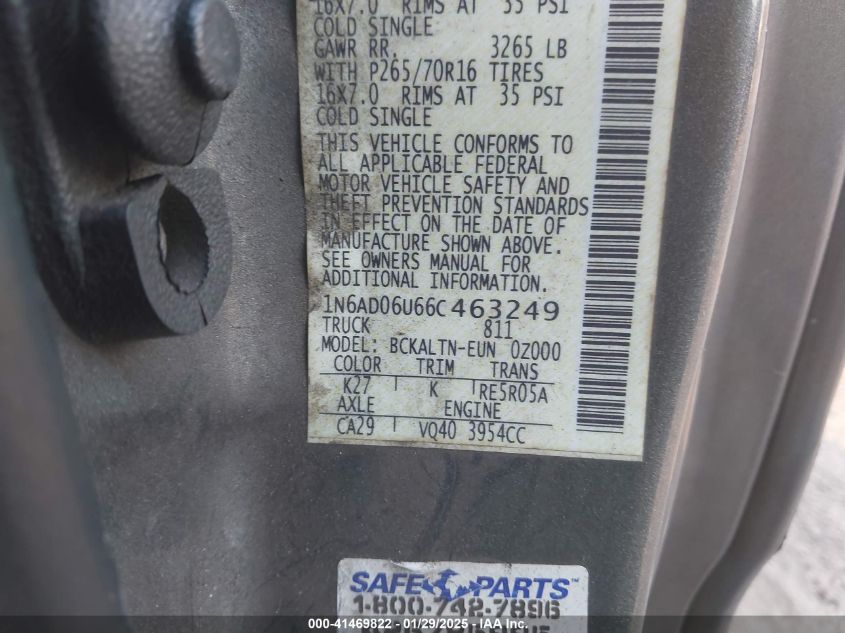 16X7.0 RIMS AT 35 PSI
COLD SINGLE
GAWR RR. 3265 LB
WITH P265/70R16 TIRES
16X7.0 RIMS AT 35 PSI
COLD SINGLE
THIS VEHICLE CONFORMS TO
ALL APPLICABLE FEDERAL
MOTOR VEHICLE SAFETY AND
THEFT PREVENTION STANDARDS
IN EFFECT ON THE DATE OF
MANUFACTURE SHOWN ABOVE.
SEE OWNERS MANUAL FOR
ADDITIONAL INFORMATION.
1N6AD06U66C463249
TRUCK 811
MODEL: BCKALTN-EUN 0Z000
COLOR TRIM TRANS
K27 K RE5R05A
AXLE ENGINE
CA29 VQ40 3954CC
SAFE PARTS™
1-800-742-7896
000-41469822 - 01/29/2025 - IAA Inc.